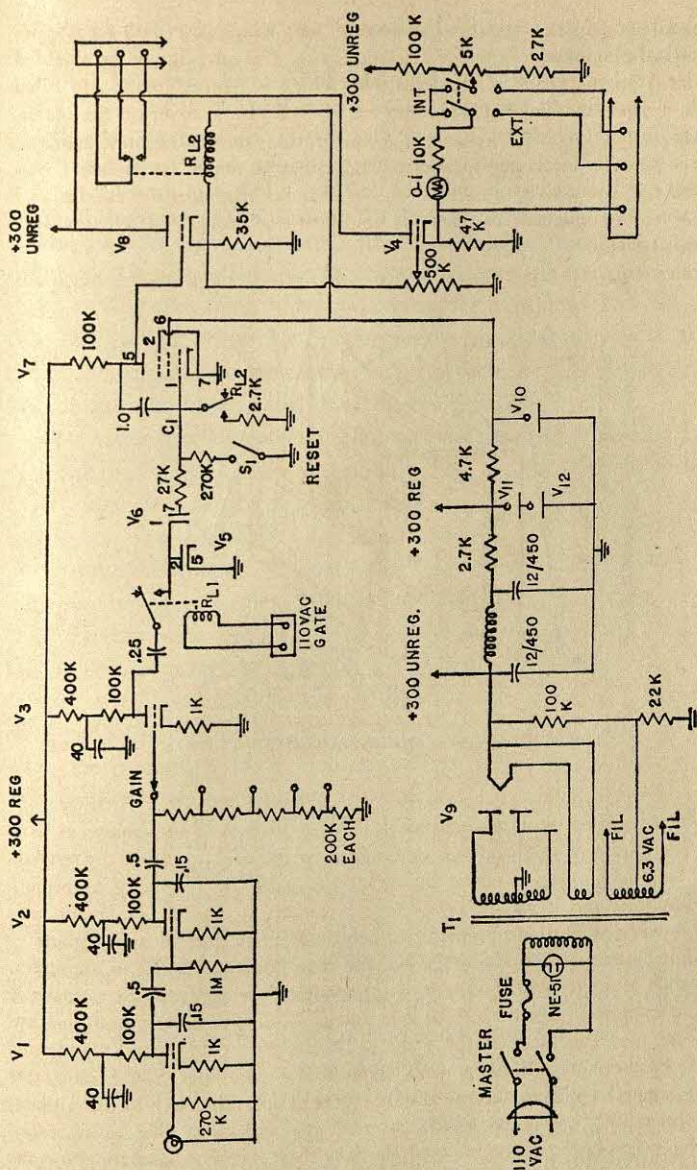 V1
400K
40
100K
.5
.15
1K
270
K
V2
400K
40
100K
.5
.15
1K
1M
+300 REG
GAIN
200K
EACH
V3
400K
40
100K
.25
1K
RL1
110VAC
GATE
V5
2
5
V6
1
7
27K
270K
S1
RESET
V7
100K
1.0
C1
5
2
1
6
7
RL2
2.7K
+300
UNREG
V8
35K
RL2
V4
500
K
47
K
0-1
MA
10K
INT
EXT.
+300 UNREG
100K
5K
27K
110
VAC
MASTER
FUSE
NE-51
T1
V9
FIL
6.3 VAC
FIL
100
K
22K
+300 UNREG.
12/450
12/450
2.7K
+300 REG
V11
V12
4.7K
V10